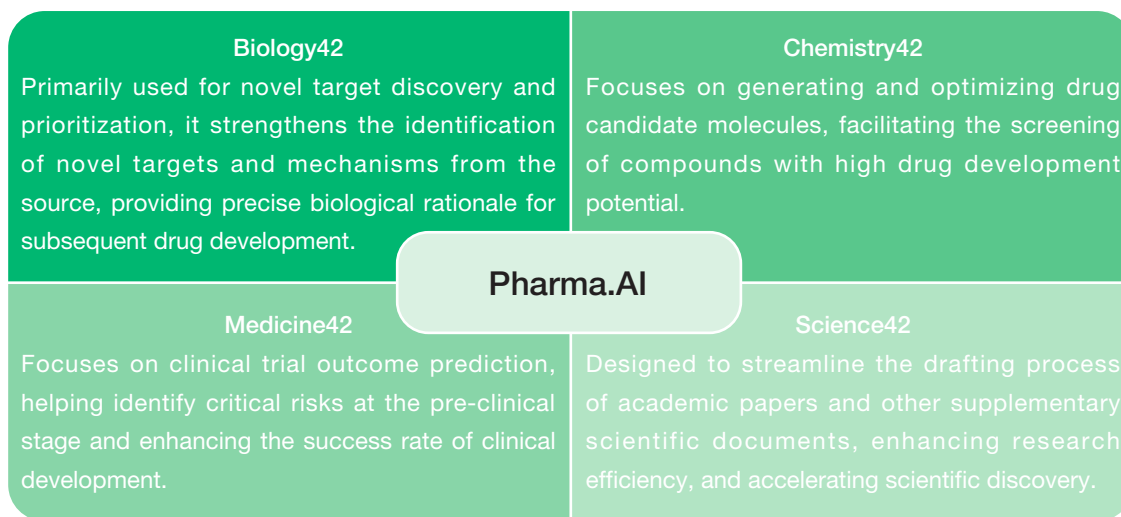 Biology42
Primarily used for novel target discovery and
prioritization, it strengthens the identification
of novel targets and mechanisms from the
source, providing precise biological rationale for
subsequent drug development.
Chemistry42
Focuses on generating and optimizing drug
candidate molecules, facilitating the screening
of compounds with high drug development
potential.
Pharma.AI
Medicine42
Focuses on clinical trial outcome prediction,
helping identify critical risks at the pre-clinical
stage and enhancing the success rate of clinical
development.
Science42
Designed to streamline the drafting process
of academic papers and other supplementary
scientific documents, enhancing research
efficiency, and accelerating scientific discovery.